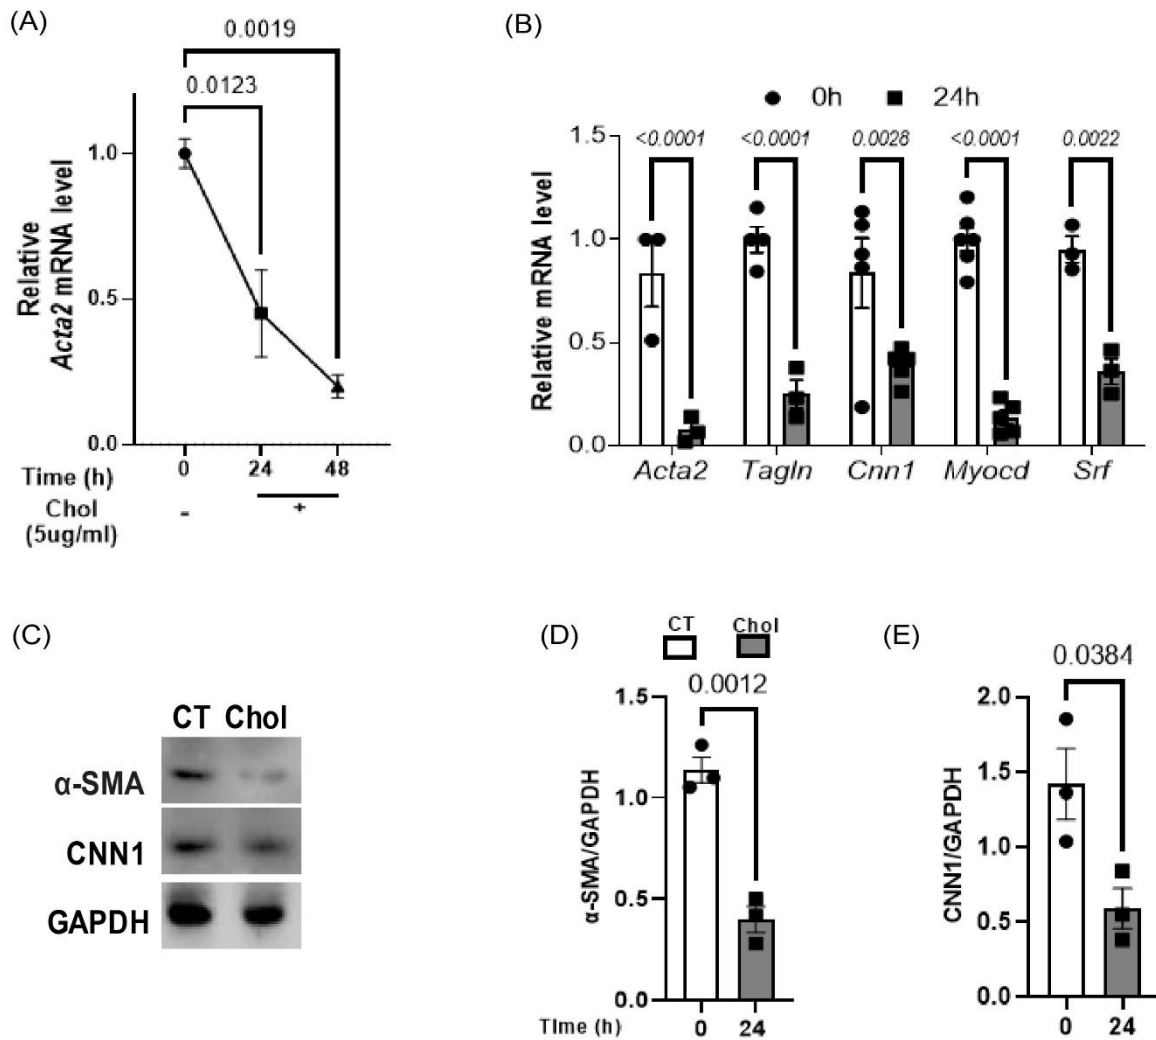 (A)
0.0019
0.0123
Relative
Acta2 mRNA level
1.0
0.5
0.0
Time (h) 0 24 48
Chol - +
(5ug/ml)
(B)
0h 24h
<0.0001 <0.0001 0.0028 <0.0001 0.0022
Relative mRNA level
1.5
1.0
0.5
0.0
Acta2 Tagln Cnn1 Myocd Srf
(C)
CT Chol
α-SMA
CNN1
GAPDH
(D)
CT Chol
0.0012
α-SMA/GAPDH
1.5
1.0
0.5
0.0
TIme (h) 0 24
(E)
0.0384
CNN1/GAPDH
2.0
1.5
1.0
0.5
0.0
0 24